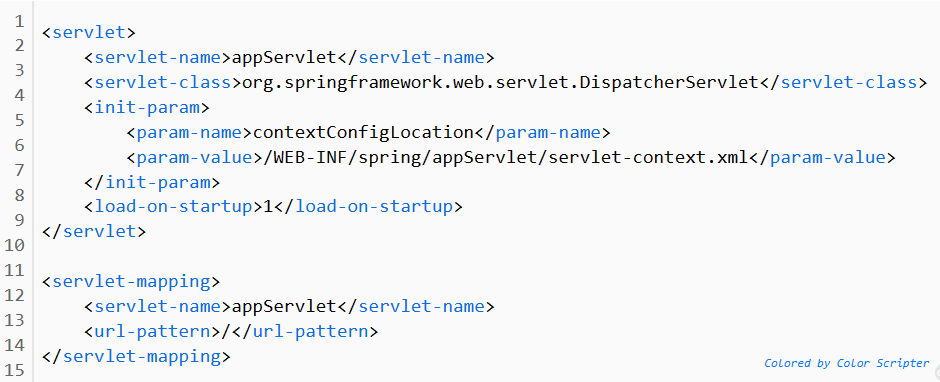 1
2
3
4
5
6
7
8
9
10
11
12
13
14
15
<servlet>
    <servlet-name>appServlet</servlet-name>
    <servlet-class>org.springframework.web.servlet.DispatcherServlet</servlet-class>
    <init-param>
        <param-name>contextConfigLocation</param-name>
        <param-value>/WEB-INF/spring/appServlet/servlet-context.xml</param-value>
    </init-param>
    <load-on-startup>1</load-on-startup>
</servlet>

<servlet-mapping>
    <servlet-name>appServlet</servlet-name>
    <url-pattern>/</url-pattern>
</servlet-mapping>
Colored by Color Scripter